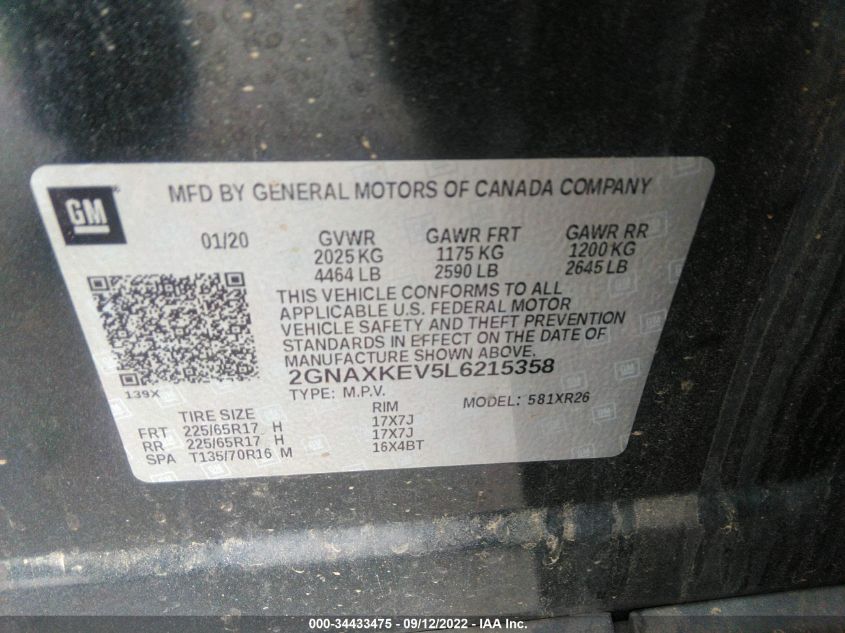 GM
MFD BY GENERAL MOTORS OF CANADA COMPANY
01/20 GVWR GAWR FRT GAWR RR
2025 KG 1175 KG 1200 KG
4464 LB 2590 LB 2645 LB
THIS VEHICLE CONFORMS TO ALL
APPLICABLE U.S. FEDERAL MOTOR
VEHICLE SAFETY AND THEFT PREVENTION
STANDARDS IN EFFECT ON THE DATE OF
MANUFACTURE SHOWN ABOVE.
2GNAXKEV5L6215358
139X
TYPE: M.P.V. MODEL: 581XR26
TIRE SIZE RIM
FRT 225/65R17 H 17X7J
RR 225/65R17 H 17X7J
SPA T135/70R16 M 16X4BT
000-34433475 - 09/12/2022 - IAA Inc.